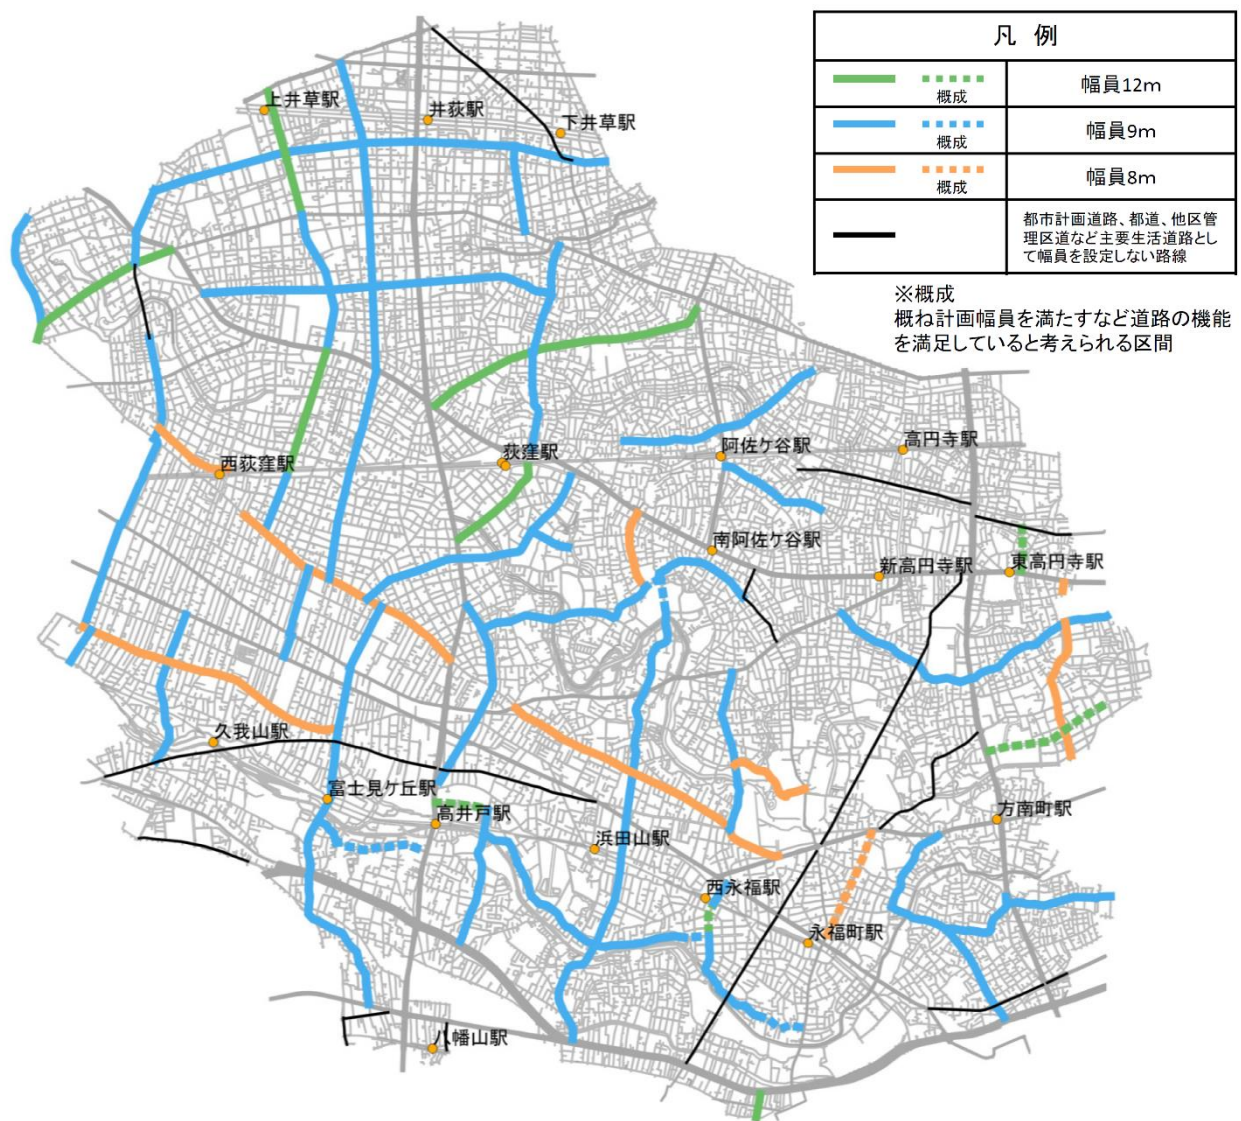 凡 例
概成
幅員12m
概成
幅員9m
概成
幅員8m
都市計画道路、都道、他区管
理区道など主要生活道路とし
て幅員を設定しない路線
※概成
概ね計画幅員を満たすなど道路の機能
を満足していると考えられる区間
上井草駅
井荻駅
下井草駅
西荻窪駅
荻窪駅
阿佐ケ谷駅
高円寺駅
南阿佐ケ谷駅
新高円寺駅
東高円寺駅
久我山駅
富士見ケ丘駅
高井戸駅
浜田山駅
西永福駅
永福町駅
方南町駅
八幡山駅